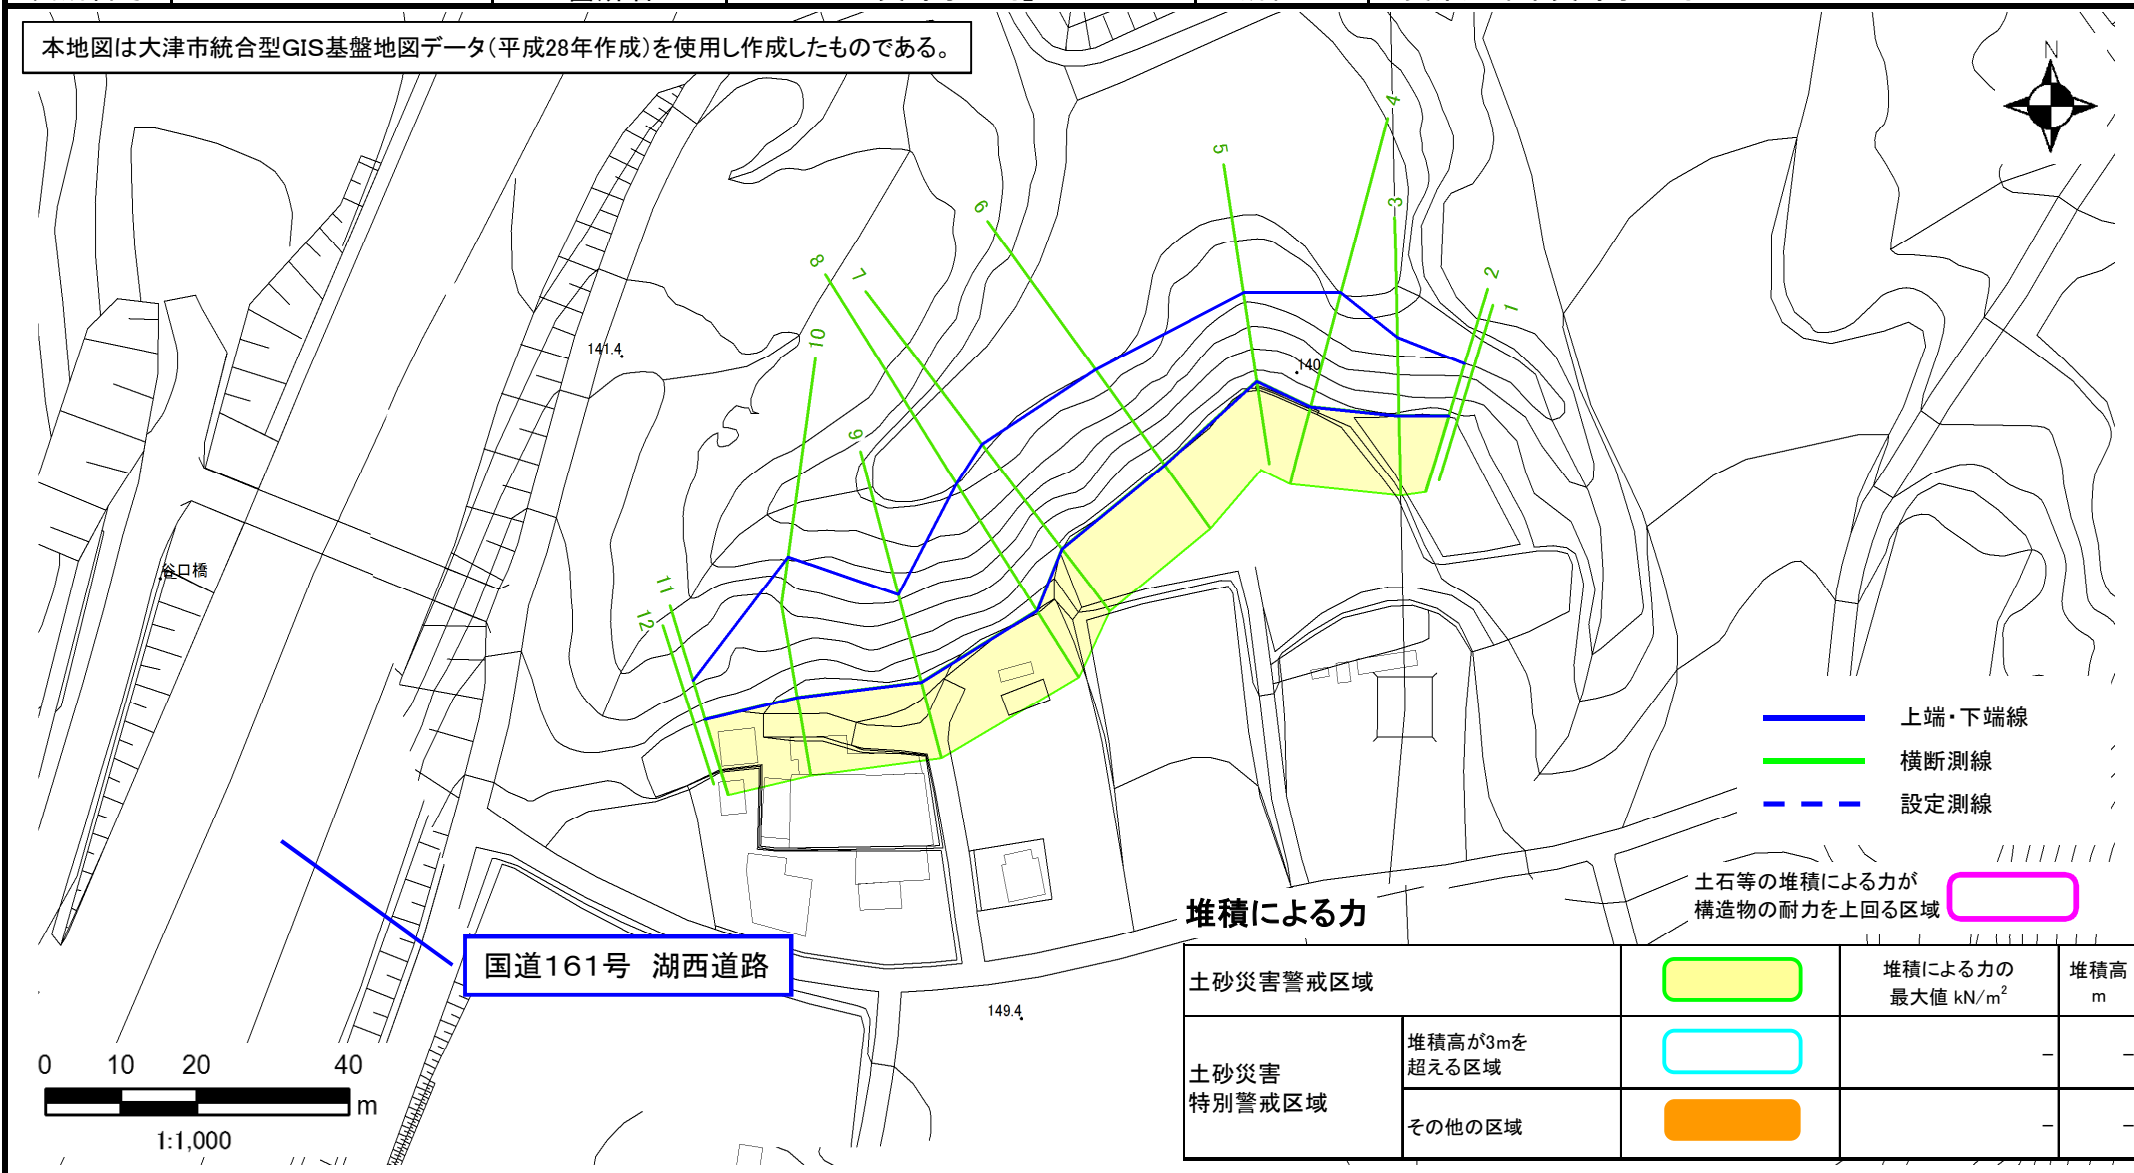 本地図は大津市統合型GIS基盤地図データ(平成28年作成)を使用し作成したものである。
N
4
5
3
6
2
1
8
7
10
141.4
140
9
谷口橋
11
12
上端・下端線
横断測線
設定測線
土石等の堆積による力が
構造物の耐力を上回る区域
堆積による力
国道161号 湖西道路
土砂災害警戒区域
堆積による力の
最大値 kN/m²
堆積高
m
149.4
土砂災害
特別警戒区域
堆積高が3mを
超える区域
-
-
その他の区域
-
-
0 10 20 40
m
1:1,000